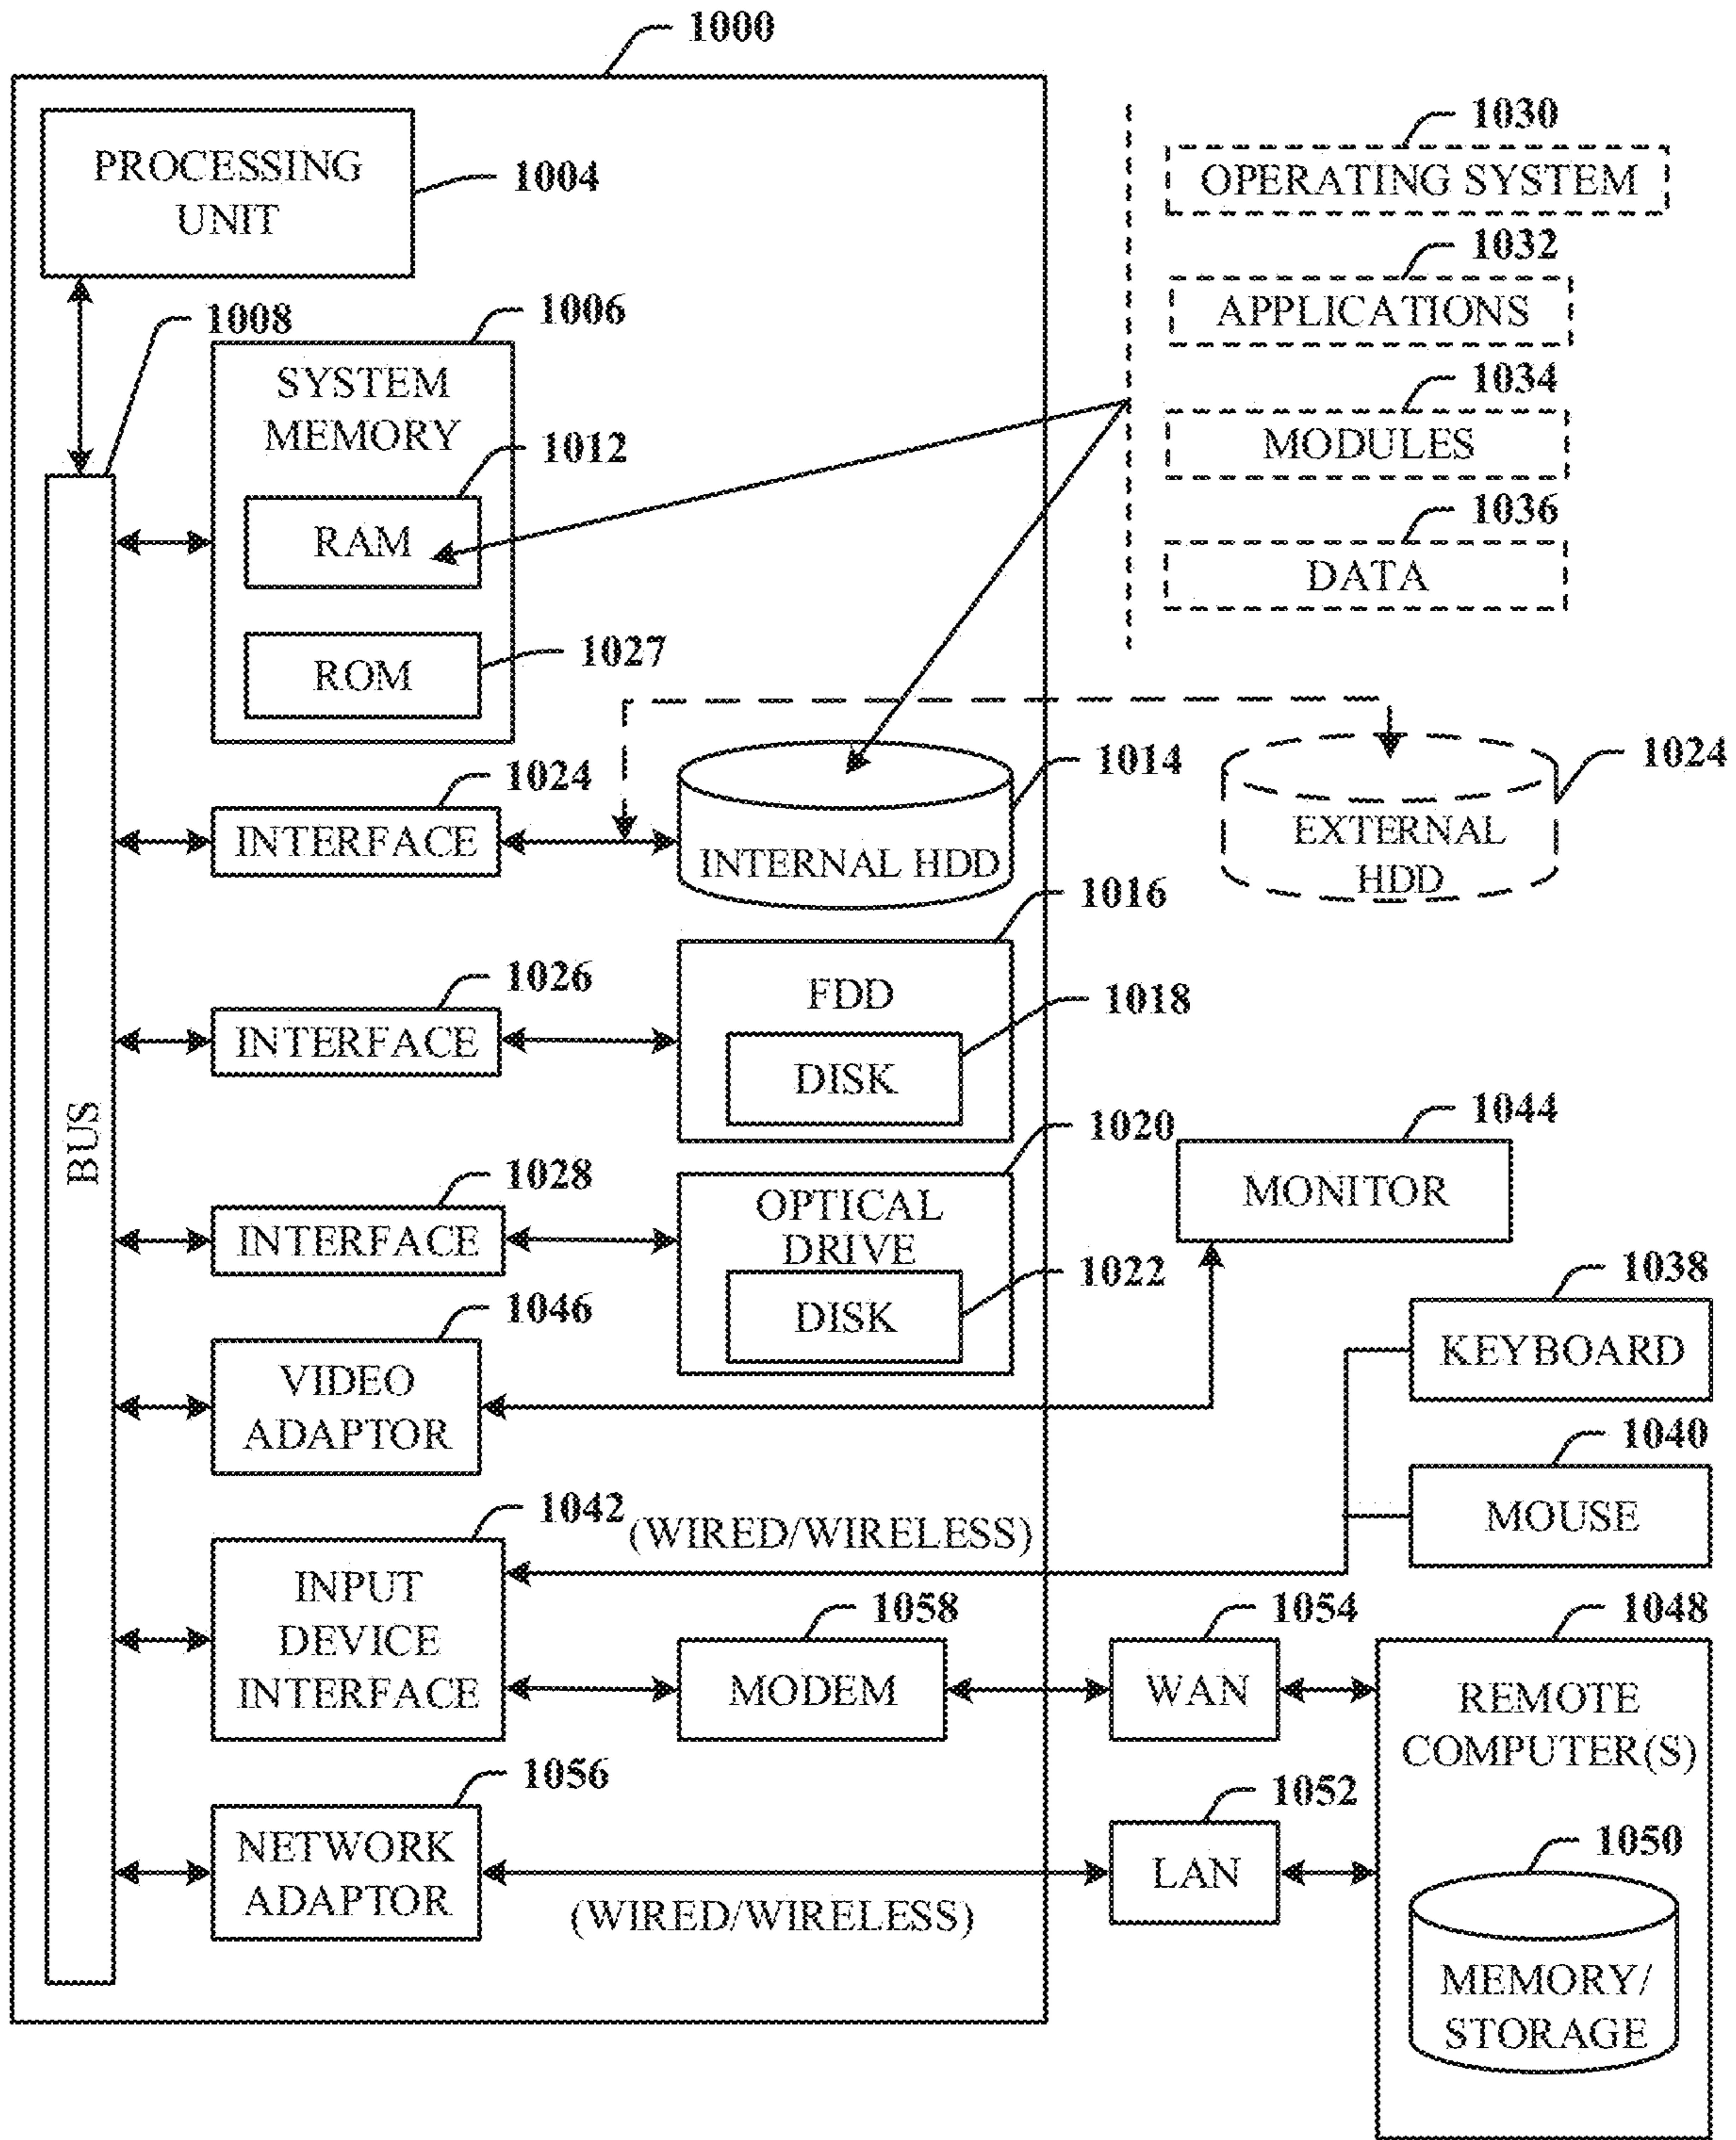 1000
PROCESSING
UNIT
1004
1030
OPERATING SYSTEM
1032
APPLICATIONS
1034
MODULES
1036
DATA
1008
1006
SYSTEM
MEMORY
1012
RAM
1027
ROM
1024
INTERFACE
1014
INTERNAL HDD
1024
EXTERNAL
HDD
1026
INTERFACE
1016
FDD
1018
DISK
BUS
1028
INTERFACE
1020
OPTICAL
DRIVE
1022
DISK
1044
MONITOR
1046
VIDEO
ADAPTOR
1038
KEYBOARD
1040
MOUSE
1042
(WIRED/WIRELESS)
INPUT
DEVICE
INTERFACE
1058
MODEM
1054
WAN
1048
REMOTE
COMPUTER(S)
1056
NETWORK
ADAPTOR
(WIRED/WIRELESS)
1052
LAN
1050
MEMORY/
STORAGE